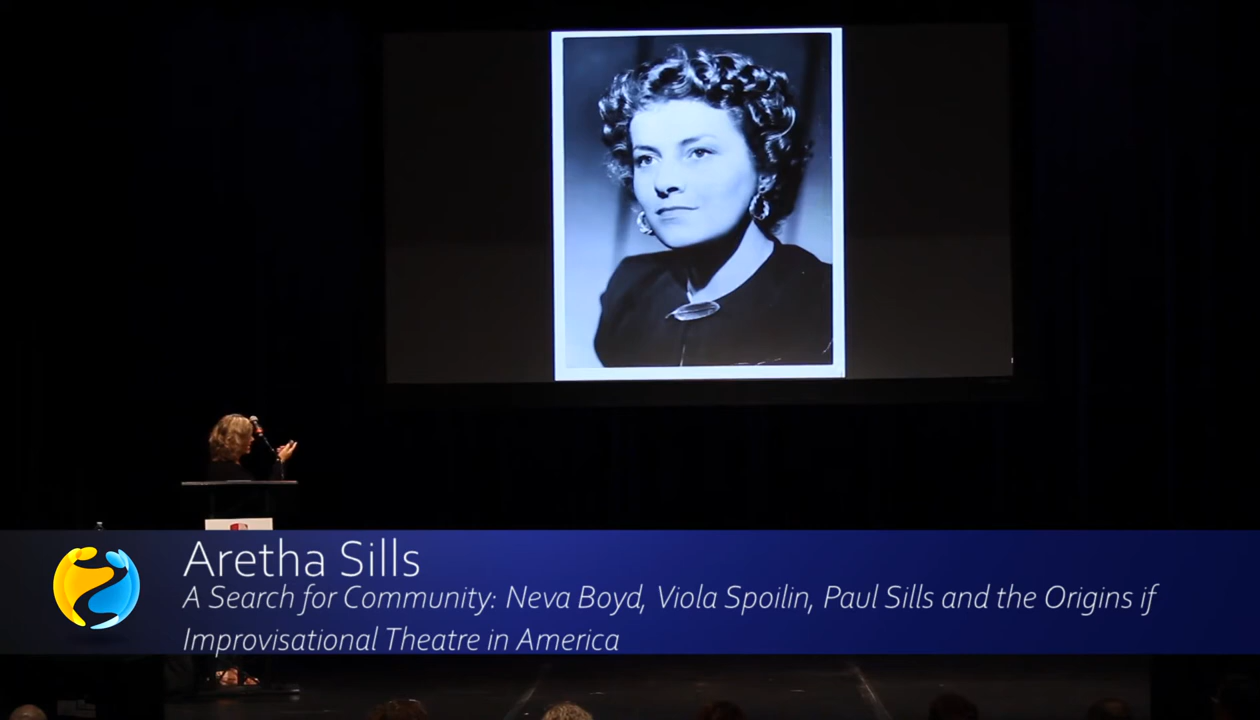 Aretha Sills
A Search for Community: Neva Boyd, Viola Spoilin, Paul Sills and the Origins if
Improvisational Theatre in America